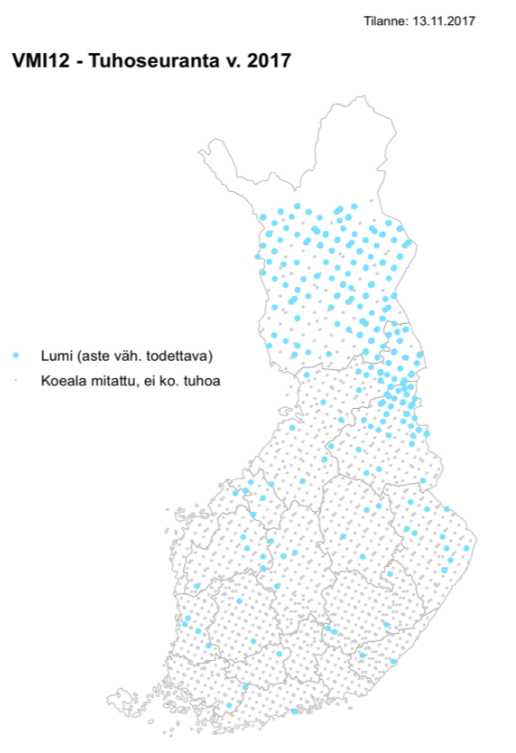 Tilanne: 13.11.2017
VMI12 - Tuhoseuranta v. 2017
Lumi (aste väh. todettava)
Koeala mitattu, ei ko. tuhoa